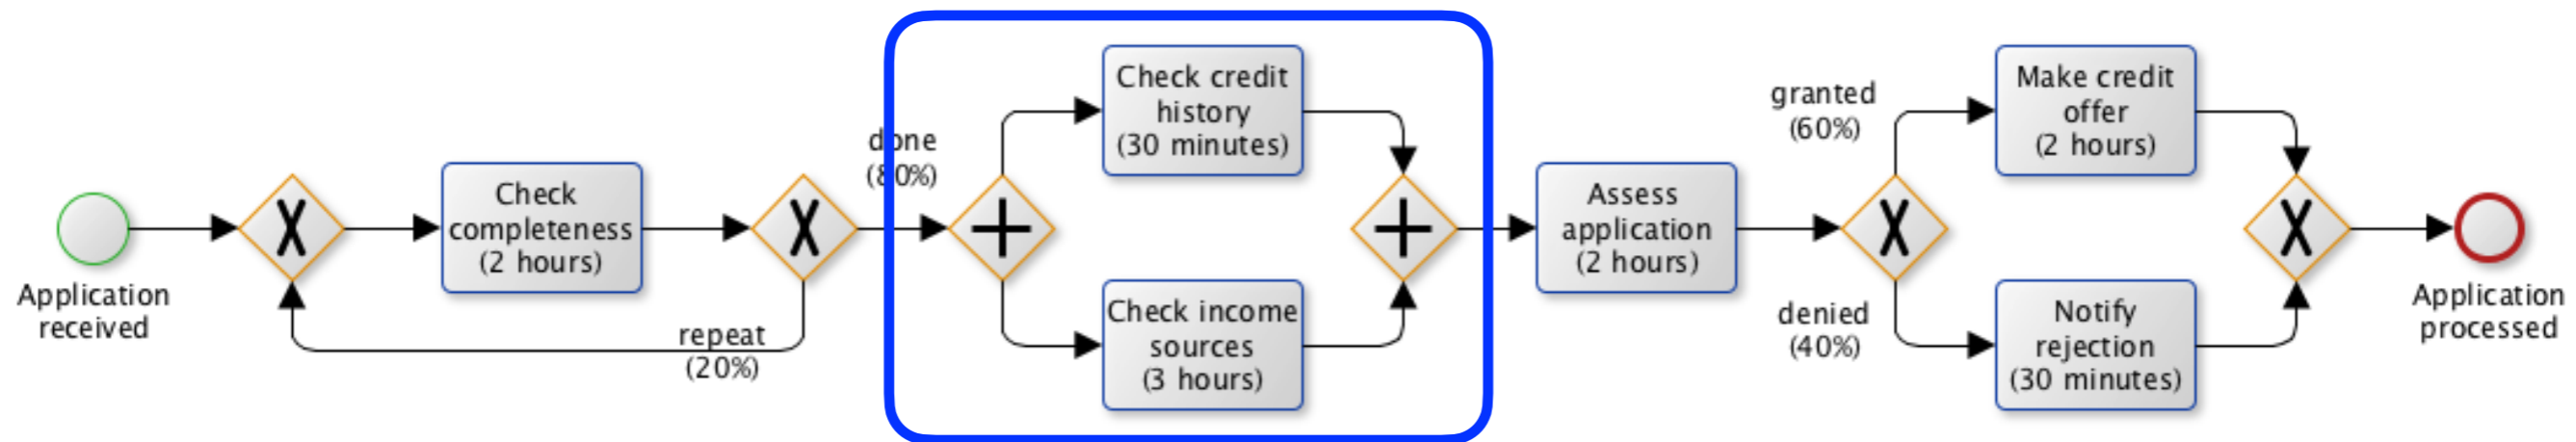 Application
received
Check
completeness
(2 hours)
repeat
(20%)
done
(80%)
Check credit
history
(30 minutes)
Check income
sources
(3 hours)
Assess
application
(2 hours)
granted
(60%)
denied
(40%)
Make credit
offer
(2 hours)
Notify
rejection
(30 minutes)
Application
processed